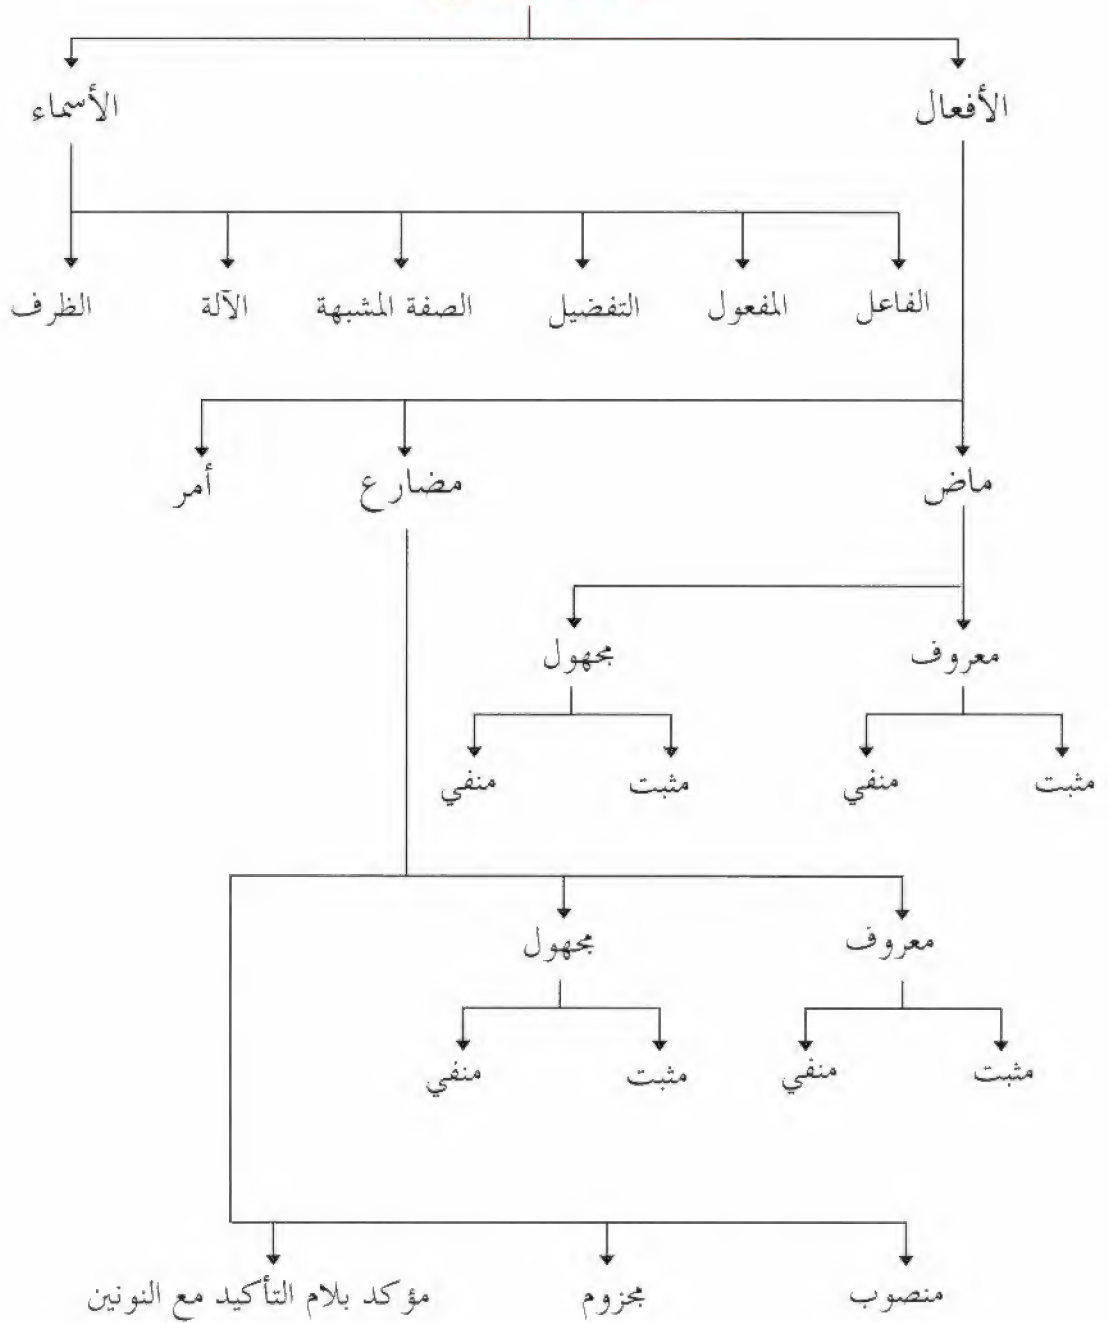 الأفعال الأسماء
الفاعل المفعول التفضيل الصفة المشبهة الآلة الظرف
ماض مضارع أمر
معروف مجهول
مثبت منفي مثبت منفي
معروف مجهول
مثبت منفي مثبت منفي
منصوب مجزوم مؤكد بلام التأكيد مع النونين